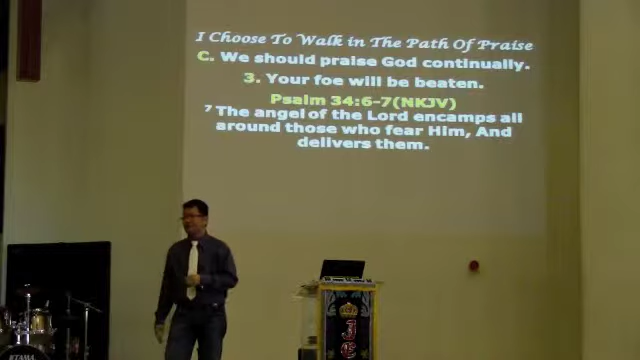 I Choose To Walk in The Path Of Praise
C. We should praise God continually.
3. Your foe will be beaten.
Psalm 34:6-7(NKJV)
7 The angel of the Lord encamps all
around those who fear Him, And
delivers them.
TAMA